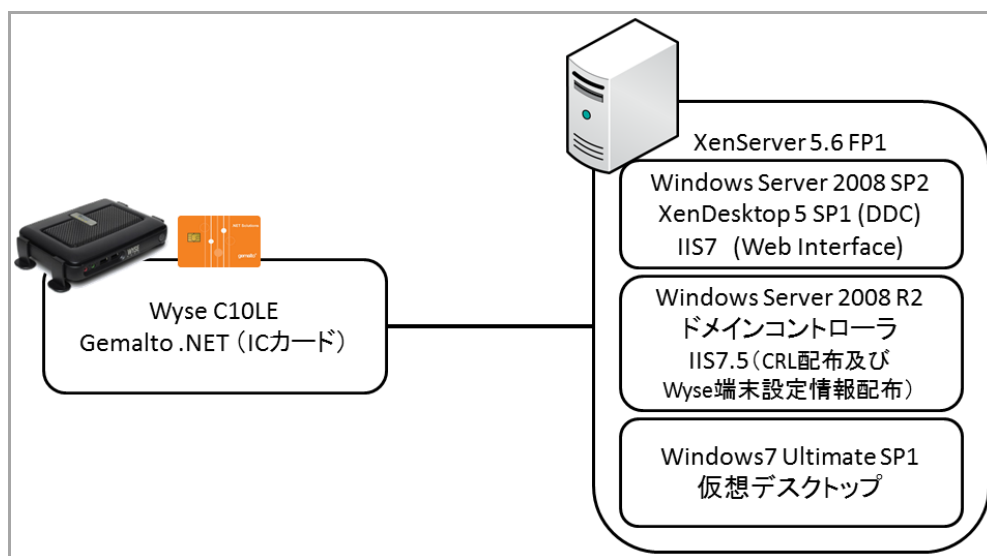 XenServer 5.6 FP1
Windows Server 2008 SP2
XenDesktop 5 SP1 (DDC)
IIS7 (Web Interface)
.NET Solutions
gemalto
Wyse C10LE
Gemalto .NET（ICカード）
Windows Server 2008 R2
ドメインコントローラ
IIS7.5（CRL配布及び
Wyse端末設定情報配布）
Windows7 Ultimate SP1
仮想デスクトップ